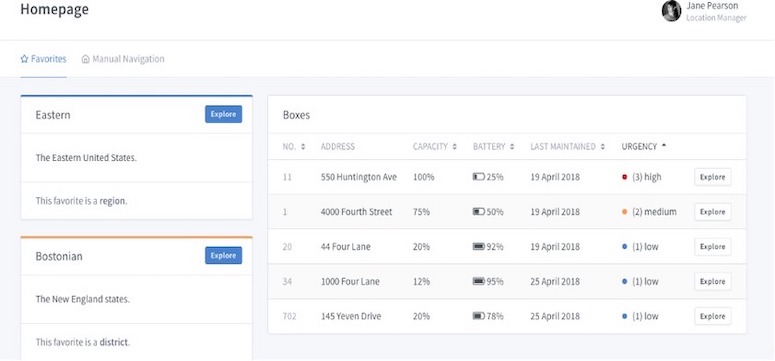 Homepage
Jane Pearson
Location Manager
Favorites
Manual Navigation
Eastern
Explore
The Eastern United States.
This favorite is a region.
Bostonian
Explore
The New England states.
This favorite is a district.
Boxes
NO. ADDRESS CAPACITY BATTERY LAST MAINTAINED URGENCY
11 550 Huntington Ave 100% 25% 19 April 2018 (3) high Explore
1 4000 Fourth Street 75% 50% 19 April 2018 (2) medium Explore
20 44 Four Lane 20% 92% 19 April 2018 (1) low Explore
34 1000 Four Lane 12% 95% 25 April 2018 (1) low Explore
702 145 Yeven Drive 20% 78% 25 April 2018 (1) low Explore